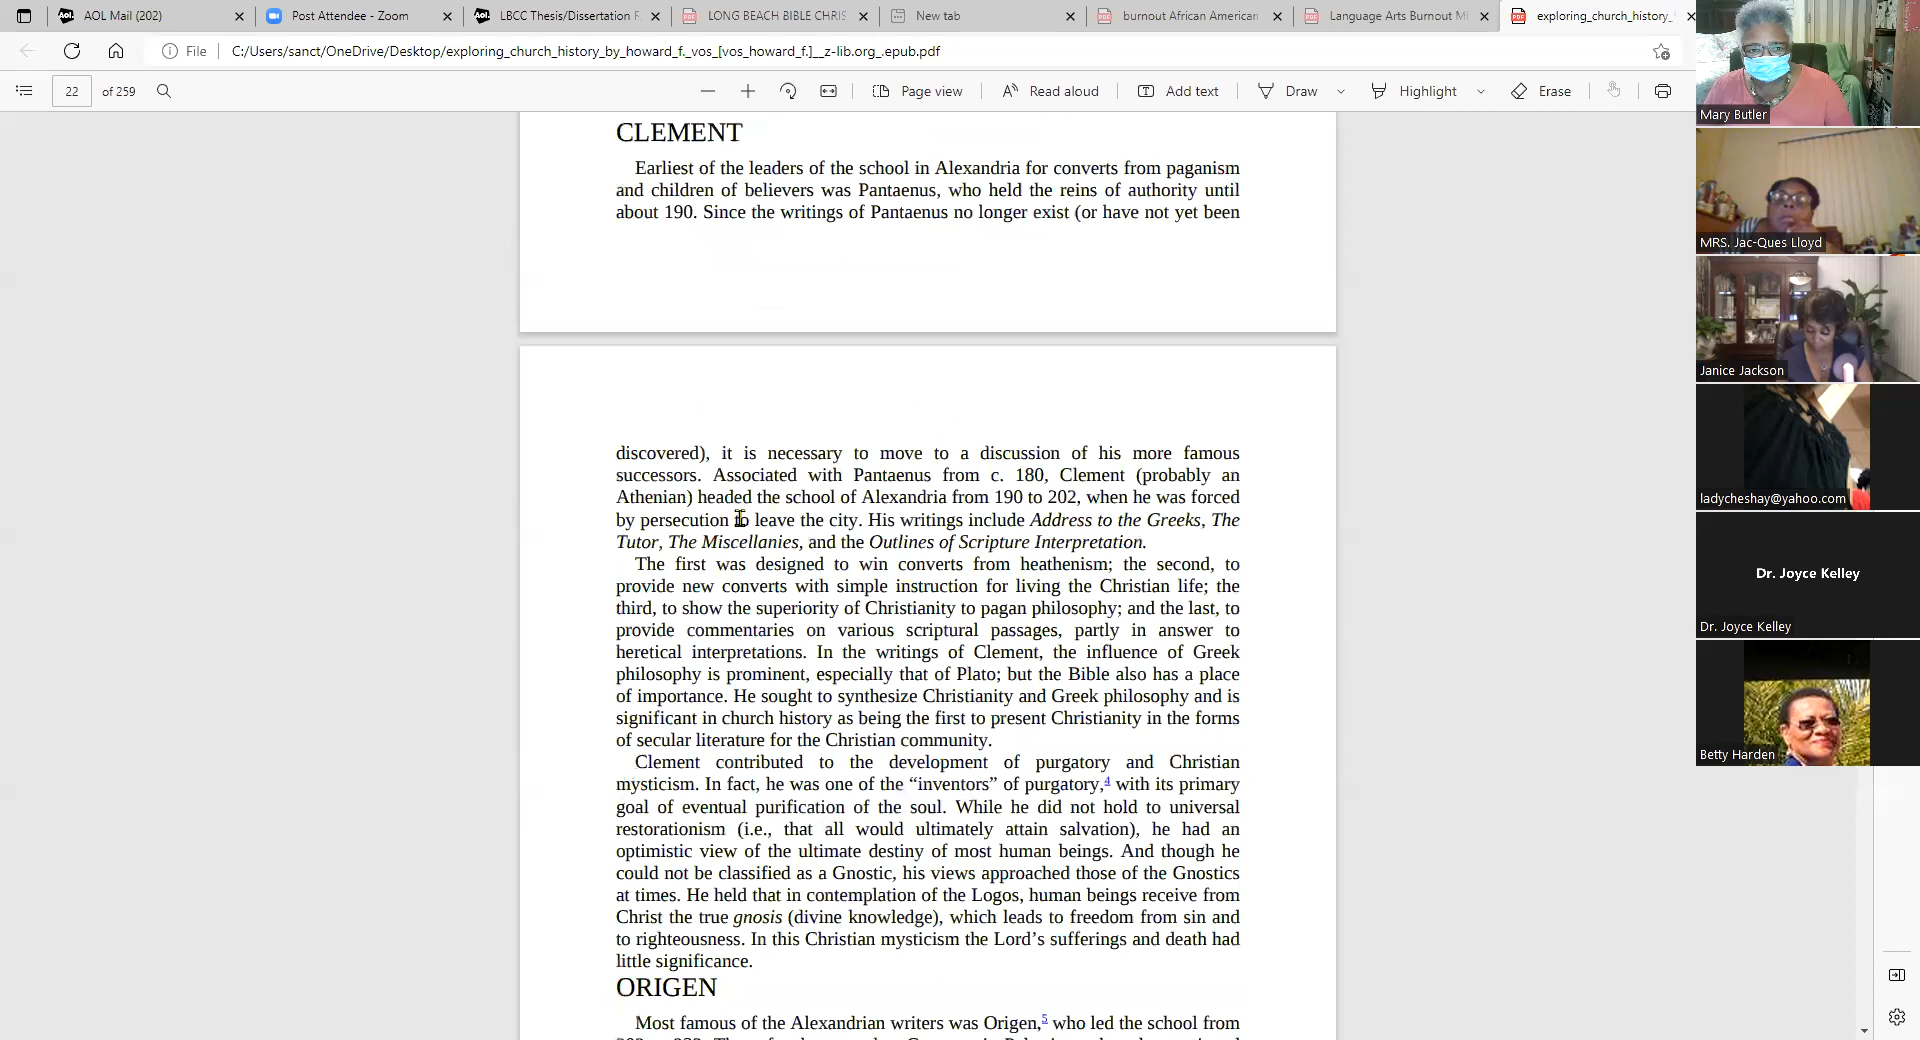 AOL Mail (202)
Post Attendee - Zoom
LBCC Thesis/Dissertation R
LONG BEACH BIBLE CHRIS
New tab
burnout African American
Language Arts Burnout Mi
exploring_church_history_
File
C:/Users/sanct/OneDrive/Desktop/exploring_church_history_by_howard_f._vos_[vos_howard_f.]__z-lib.org_.epub.pdf
22 of 259
Page view
Read aloud
Add text
Draw
Highlight
Erase
CLEMENT
Earliest of the leaders of the school in Alexandria for converts from paganism
and children of believers was Pantaenus, who held the reins of authority until
about 190. Since the writings of Pantaenus no longer exist (or have not yet been
discovered), it is necessary to move to a discussion of his more famous
successors. Associated with Pantaenus from c. 180, Clement (probably an
Athenian) headed the school of Alexandria from 190 to 202, when he was forced
by persecution to leave the city. His writings include Address to the Greeks, The
Tutor, The Miscellanies, and the Outlines of Scripture Interpretation.
The first was designed to win converts from heathenism; the second, to
provide new converts with simple instruction for living the Christian life; the
third, to show the superiority of Christianity to pagan philosophy; and the last, to
provide commentaries on various scriptural passages, partly in answer to
heretical interpretations. In the writings of Clement, the influence of Greek
philosophy is prominent, especially that of Plato; but the Bible also has a place
of importance. He sought to synthesize Christianity and Greek philosophy and is
significant in church history as being the first to present Christianity in the forms
of secular literature for the Christian community.
Clement contributed to the development of purgatory and Christian
mysticism. In fact, he was one of the “inventors” of purgatory,4 with its primary
goal of eventual purification of the soul. While he did not hold to universal
restorationism (i.e., that all would ultimately attain salvation), he had an
optimistic view of the ultimate destiny of most human beings. And though he
could not be classified as a Gnostic, his views approached those of the Gnostics
at times. He held that in contemplation of the Logos, human beings receive from
Christ the true gnosis (divine knowledge), which leads to freedom from sin and
to righteousness. In this Christian mysticism the Lord’s sufferings and death had
little significance.
ORIGEN
Most famous of the Alexandrian writers was Origen,5 who led the school from
Mary Butler
MRS. Jac-Ques Lloyd
Janice Jackson
ladycheshay@yahoo.com
Dr. Joyce Kelley
Dr. Joyce Kelley
Betty Harden